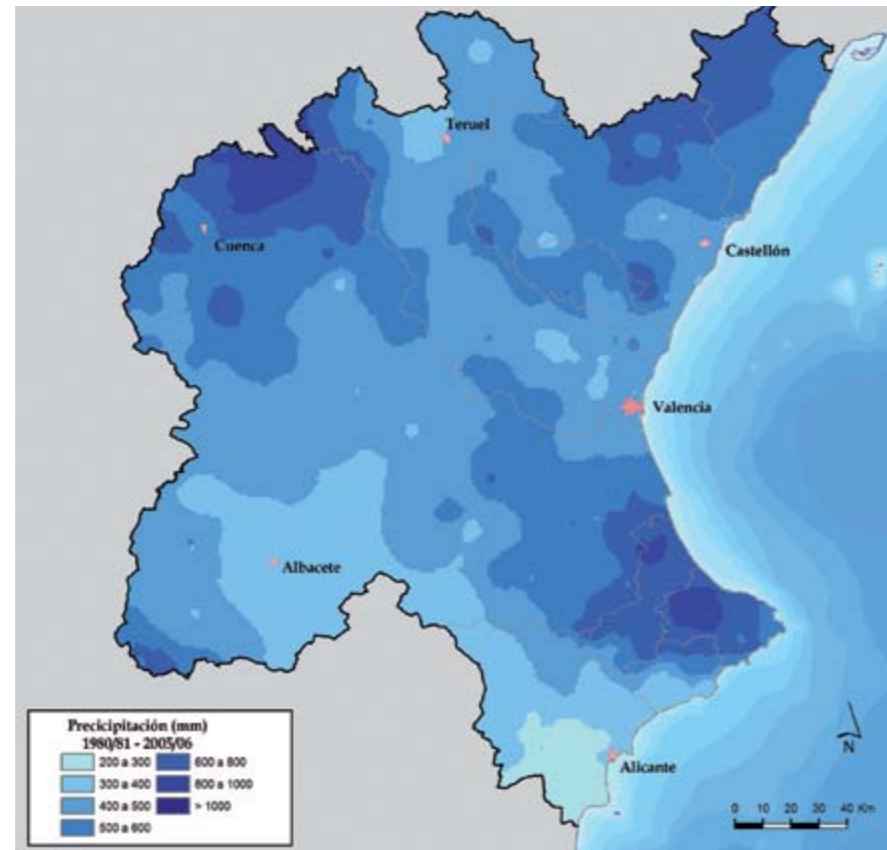 Teruel
Cuenca
Castellón
Valencia
Albacete
Alicante
Precicipitación (mm)
1980/81 - 2005/06
200 a 300
300 a 400
400 a 500
500 a 600
600 a 800
800 a 1000
> 1000
N
0 10 20 30 40 Km